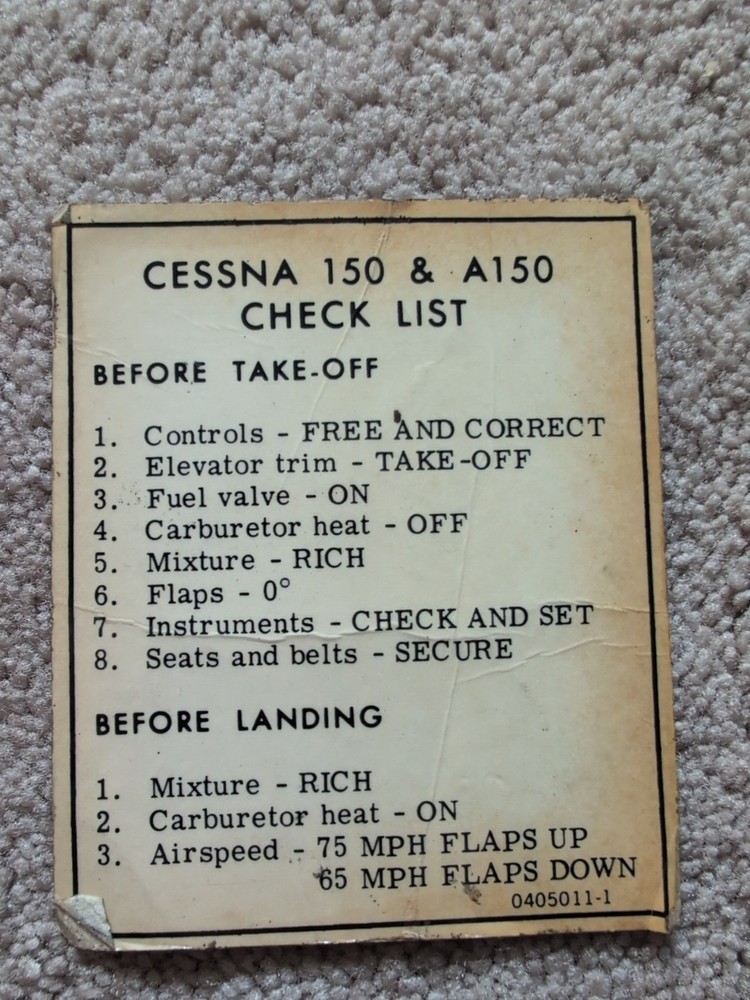 CESSNA 150 & A150
CHECK LIST
BEFORE TAKE-OFF
1. Controls - FREE AND CORRECT
2. Elevator trim - TAKE-OFF
3. Fuel valve - ON
4. Carburetor heat - OFF
5. Mixture - RICH
6. Flaps - 0°
7. Instruments - CHECK AND SET
8. Seats and belts - SECURE
BEFORE LANDING
1. Mixture - RICH
2. Carburetor heat - ON
3. Airspeed - 75 MPH FLAPS UP
65 MPH FLAPS DOWN
0405011-1